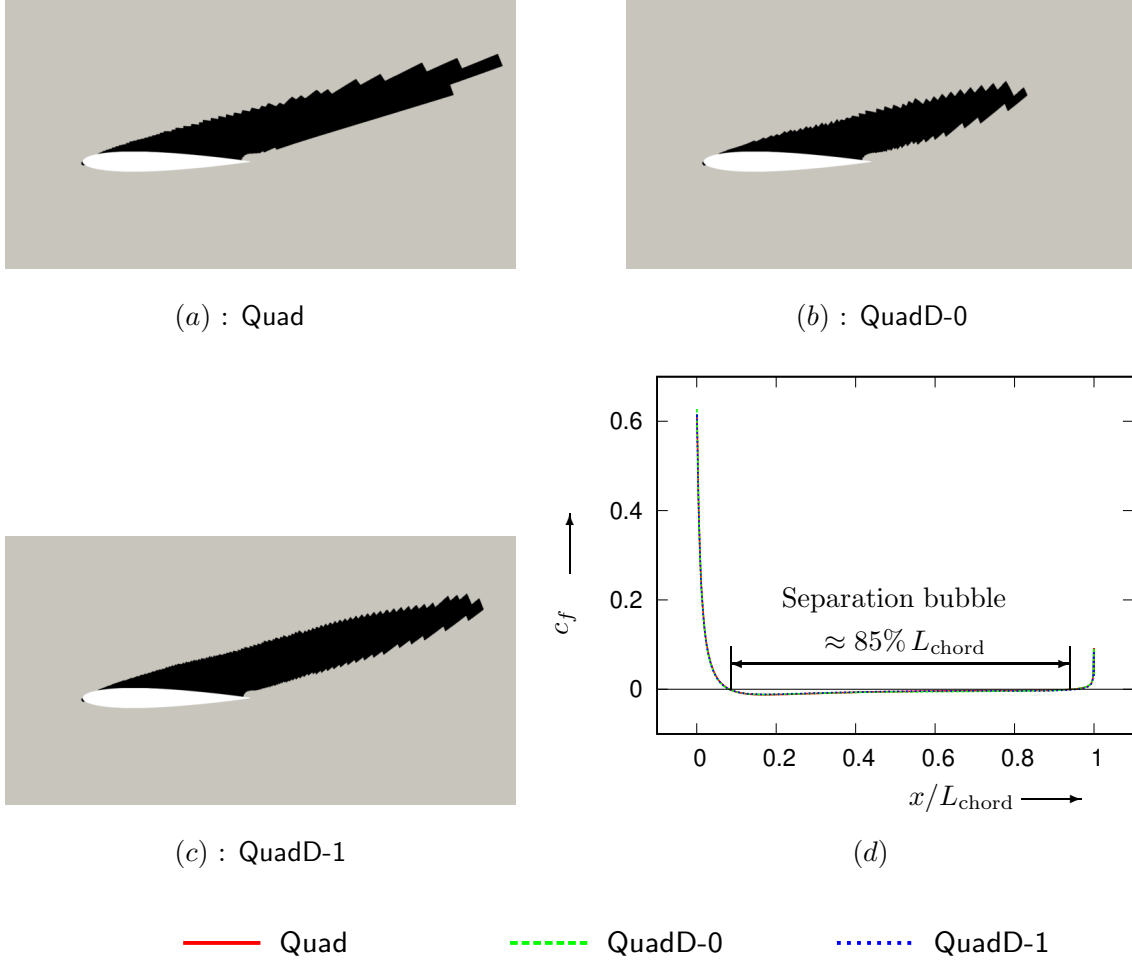 (a) : Quad
(b) : QuadD-0
0.6
0.4
0.2
0
c_f
Separation bubble
≈ 85% L_chord
0 0.2 0.4 0.6 0.8 1
x/L_chord
(c) : QuadD-1
(d)
Quad QuadD-0 QuadD-1